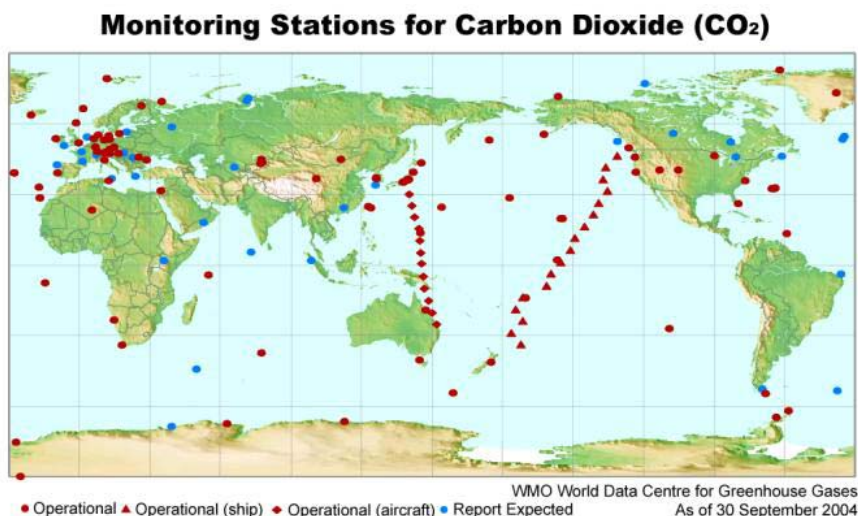 Monitoring Stations for Carbon Dioxide (CO₂)
WMO World Data Centre for Greenhouse Gases
Operational Operational (ship) Operational (aircraft) Report Expected As of 30 September 2004